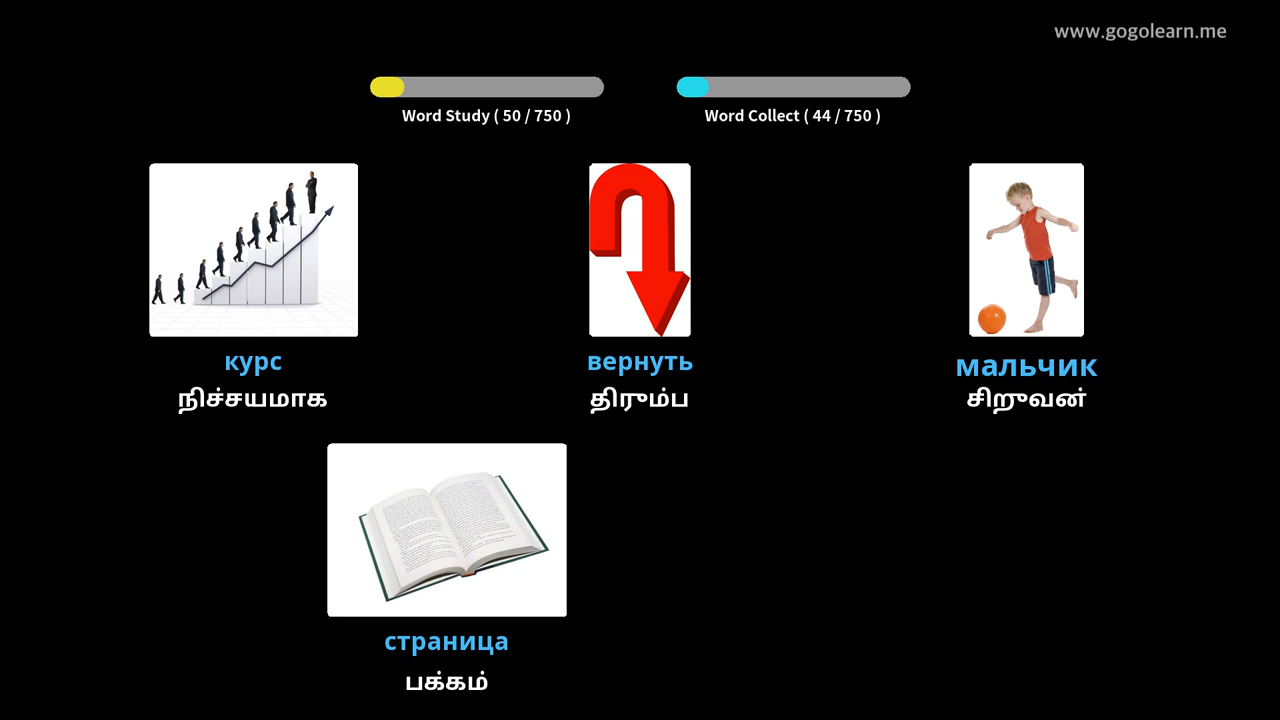 www.gogolearn.me
Word Study ( 50 / 750 )
Word Collect ( 44 / 750 )
курс
நிச்சயமாக
вернуть
திரும்ப
мальчик
சிறுவன்
страница
பக்கம்